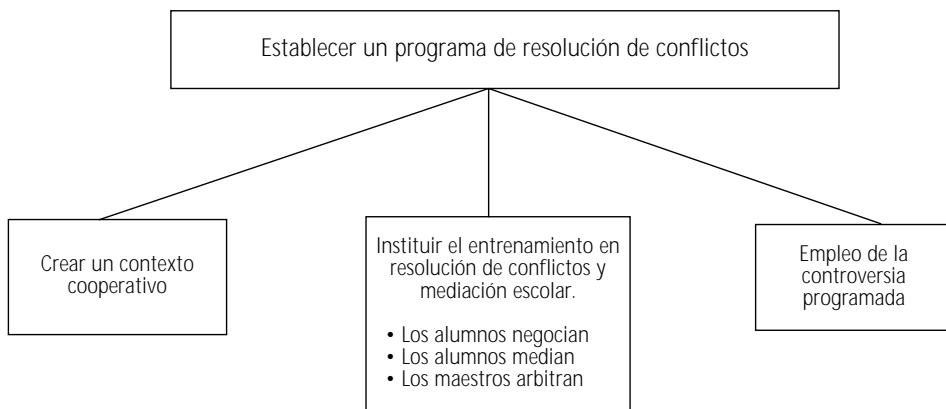 Establecer un programa de resolución de conflictos
Crear un contexto
cooperativo
Instituir el entrenamiento en
resolución de conflictos y
mediación escolar.
• Los alumnos negocian
• Los alumnos median
• Los maestros arbitran
Empleo de la
controversia
programada